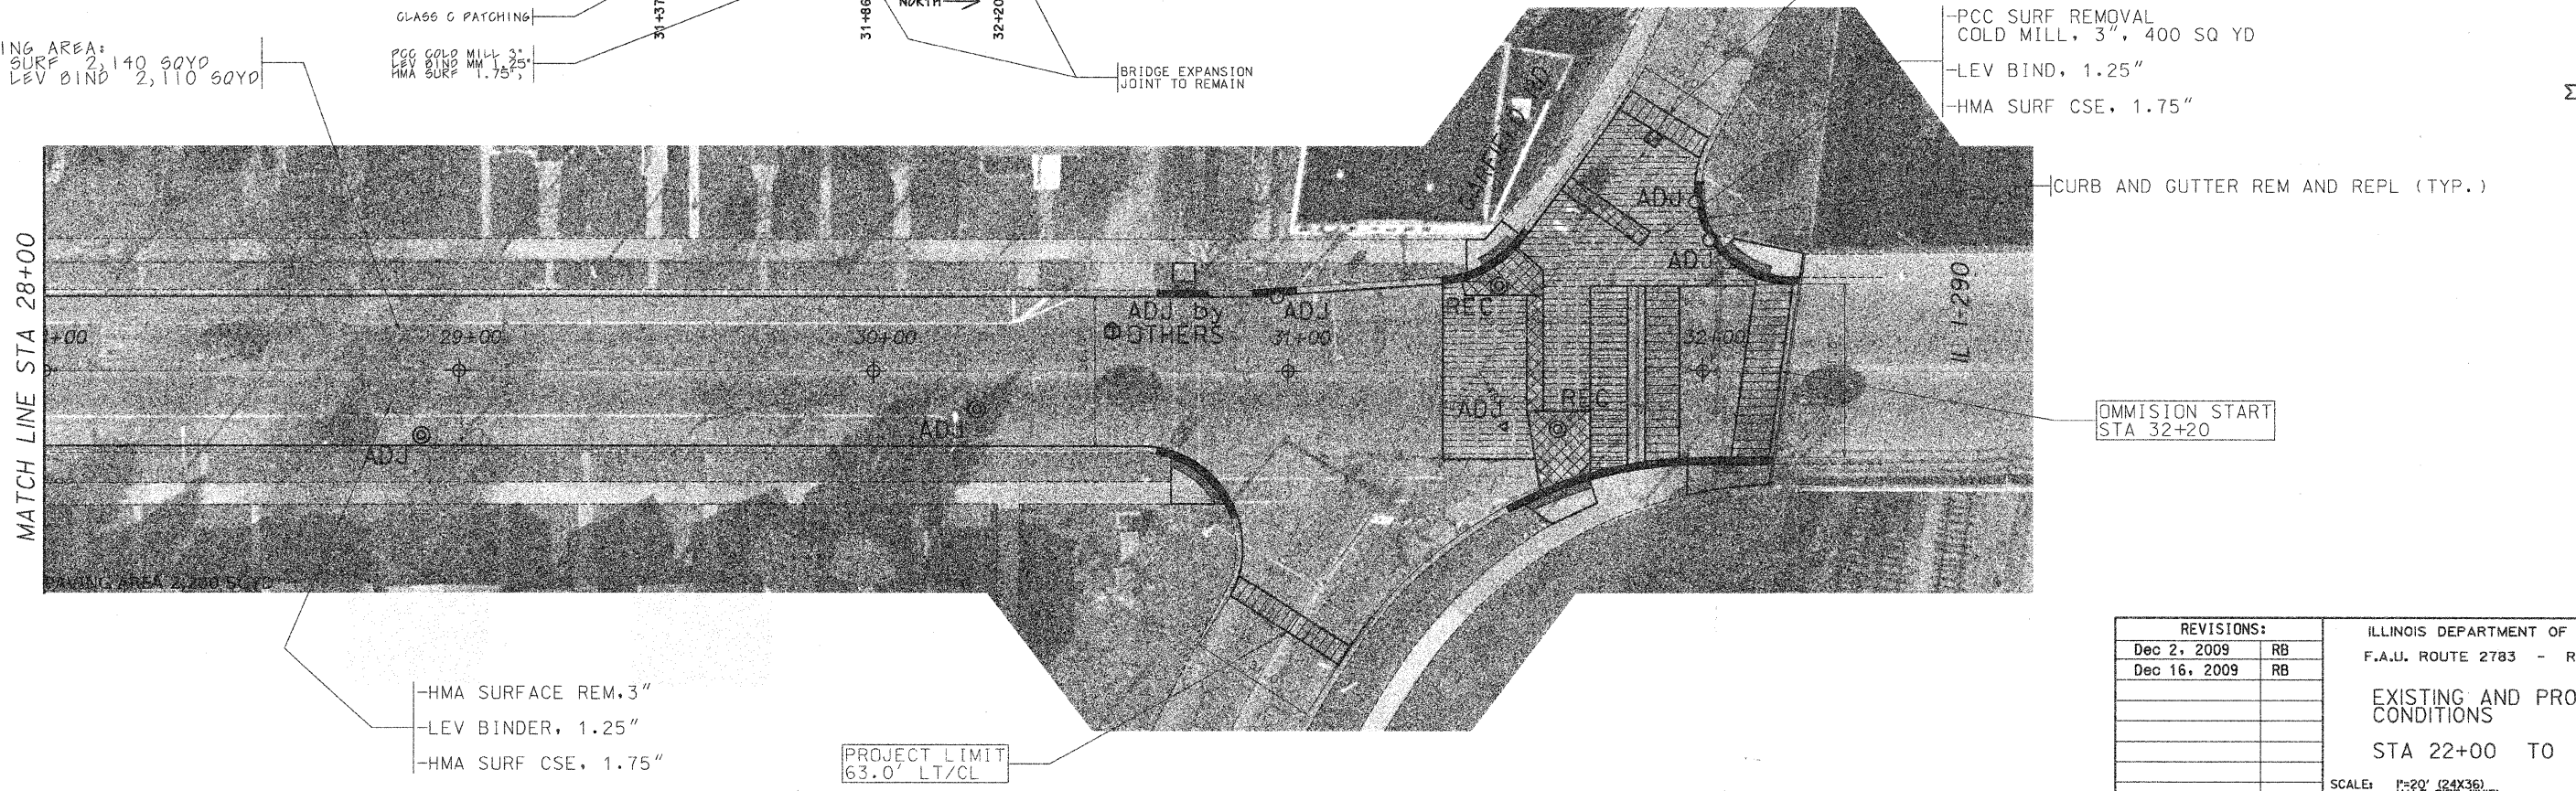 CLASS C PATCHING
PCC COLD MILL 3"
LEV BIND MM 1.25"
HMA SURF 1.75",
31+37
31+86
NORTH
32+20
BRIDGE EXPANSION
JOINT TO REMAIN
ING AREA:
SURF 2,140 SQYD
LEV BIND 2,110 SQYD
-PCC SURF REMOVAL
COLD MILL, 3", 400 SQ YD
-LEV BIND, 1.25"
-HMA SURF CSE, 1.75"
CURB AND GUTTER REM AND REPL (TYP.)
MATCH LINE STA 28+00
+00
29+00
30+00
31+00
32+00
ADJ by
OTHERS
ADJ
REC
ADJ
ADJ
ADJ
REC
ADJ
ADJ
IL I-290
OMMISION START
STA 32+20
-HMA SURFACE REM,3"
-LEV BINDER, 1.25"
-HMA SURF CSE, 1.75"
PROJECT LIMIT
63.0' LT/CL
REVISIONS:
Dec 2, 2009 RB
Dec 16, 2009 RB
ILLINOIS DEPARTMENT OF
F.A.U. ROUTE 2783 - R
EXISTING AND PRO
CONDITIONS
STA 22+00 TO
SCALE: 1"=20' (24X36)